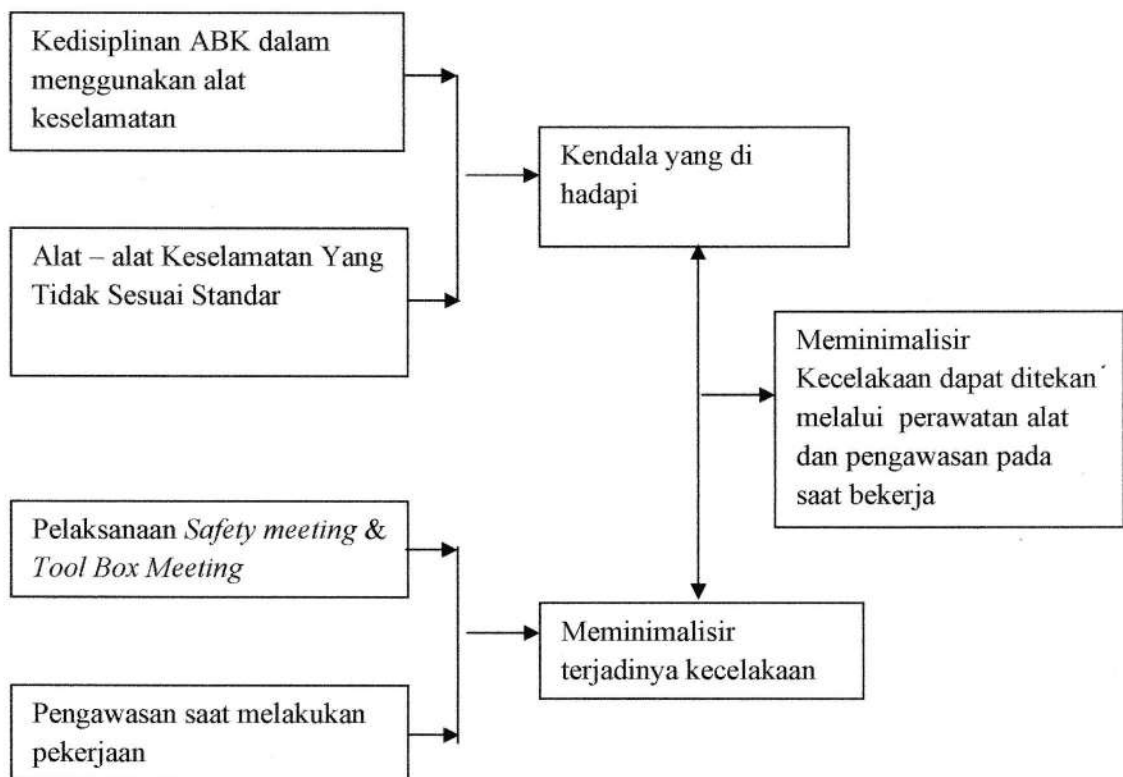 Kedisiplinan ABK dalam
menggunakan alat
keselamatan
Kendala yang di
hadapi
Alat – alat Keselamatan Yang
Tidak Sesuai Standar
Meminimalisir
Kecelakaan dapat ditekan
melalui perawatan alat
dan pengawasan pada
saat bekerja
Pelaksanaan Safety meeting &
Tool Box Meeting
Meminimalisir
terjadinya kecelakaan
Pengawasan saat melakukan
pekerjaan